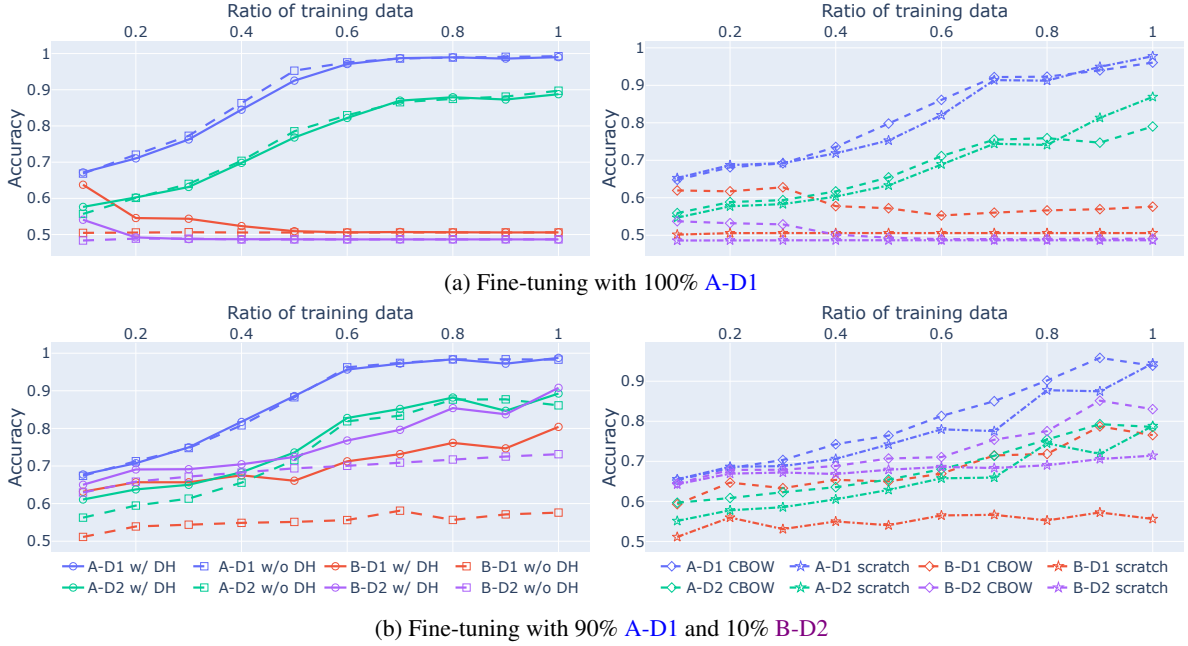 Ratio of training data
Ratio of training data
0.2 0.4 0.6 0.8 1
0.2 0.4 0.6 0.8 1
Accuracy
1
0.9
0.8
0.7
0.6
0.5
Accuracy
1
0.9
0.8
0.7
0.6
0.5
(a) Fine-tuning with 100% A-D1
Ratio of training data
Ratio of training data
0.2 0.4 0.6 0.8 1
0.2 0.4 0.6 0.8 1
Accuracy
1
0.9
0.8
0.7
0.6
0.5
Accuracy
0.9
0.8
0.7
0.6
0.5
A-D1 w/ DH A-D1 w/o DH B-D1 w/ DH B-D1 w/o DH
A-D2 w/ DH A-D2 w/o DH B-D2 w/ DH B-D2 w/o DH
A-D1 CBOW A-D1 scratch B-D1 CBOW B-D1 scratch
A-D2 CBOW A-D2 scratch B-D2 CBOW B-D2 scratch
(b) Fine-tuning with 90% A-D1 and 10% B-D2